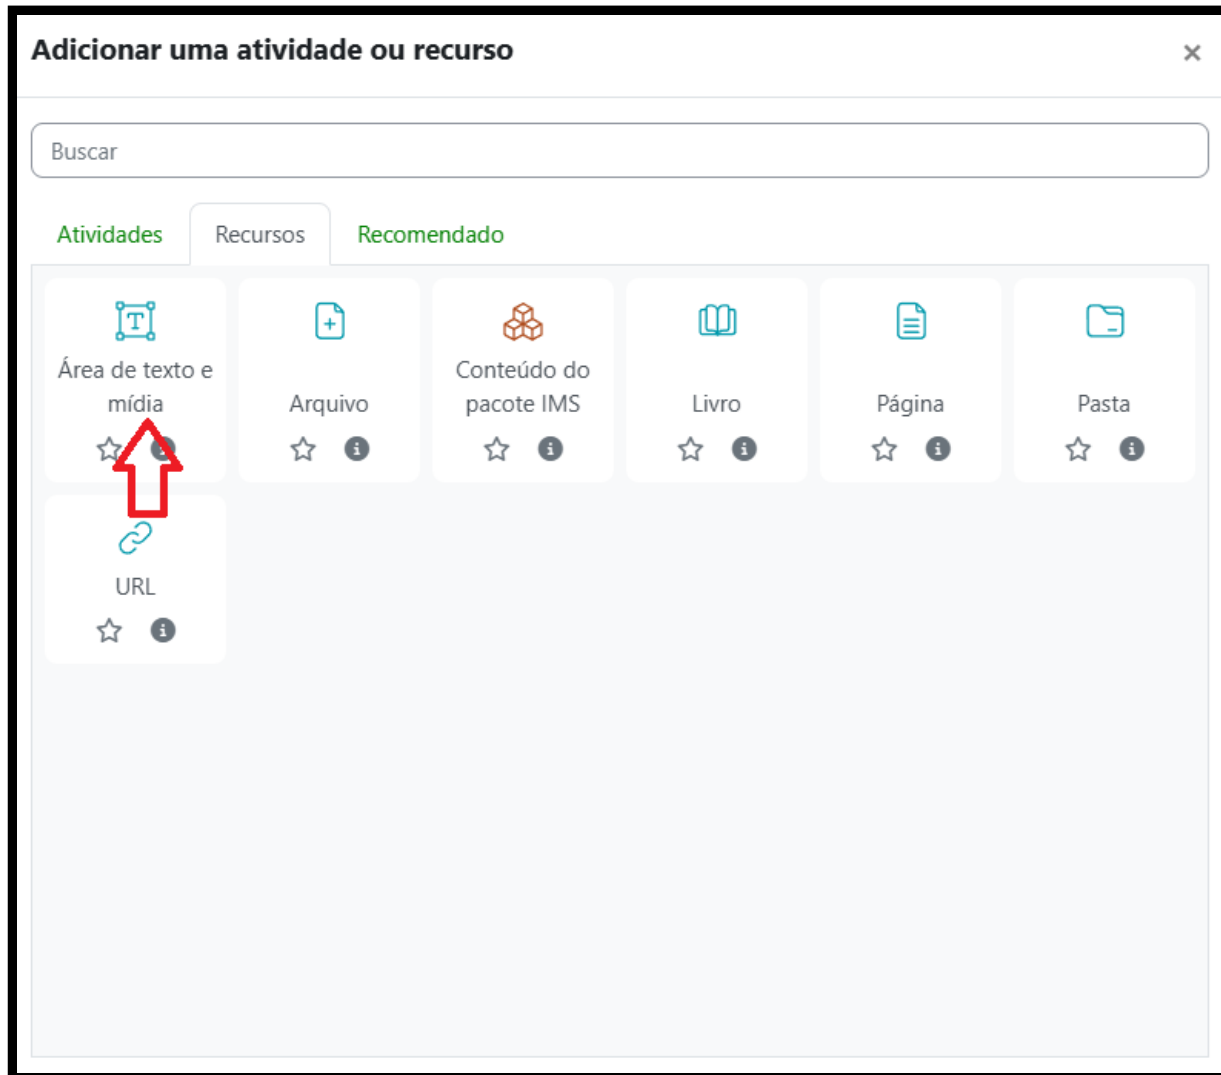 Adicionar uma atividade ou recurso
×
Buscar
Atividades Recursos Recomendado
Área de texto e
mídia
Arquivo
Conteúdo do
pacote IMS
Livro
Página
Pasta
URL